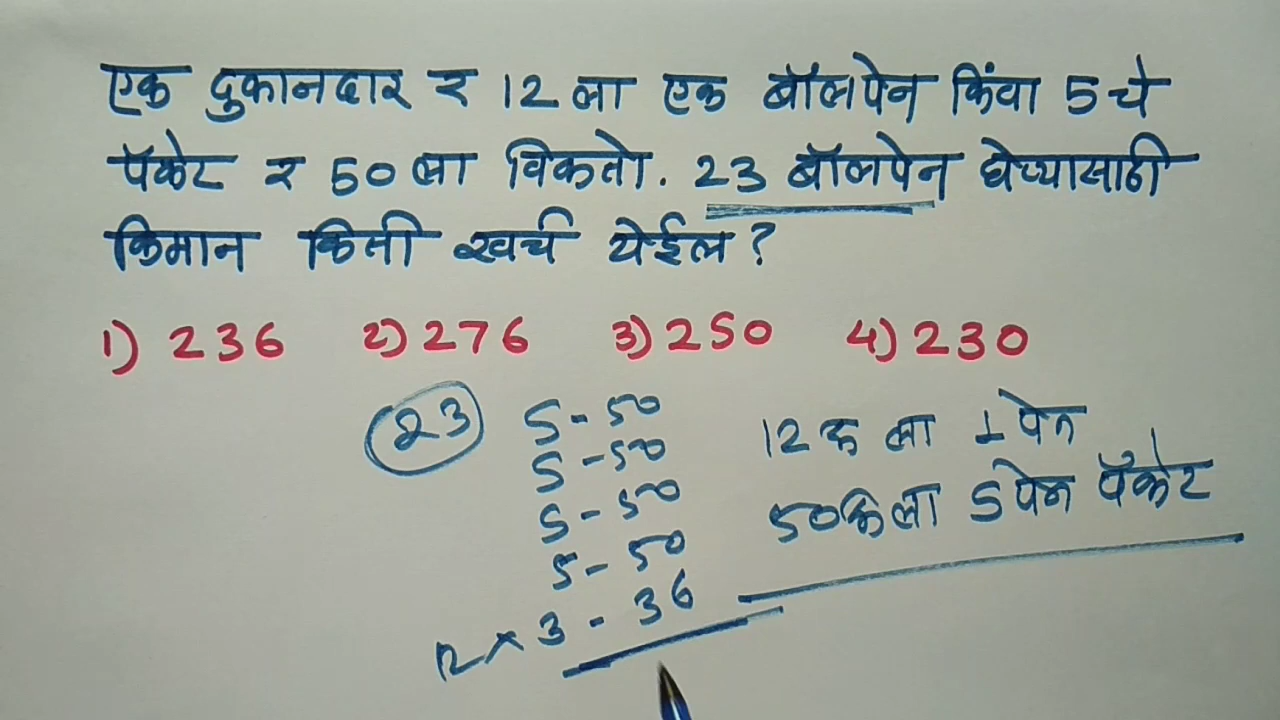 एक दुकानदार ₹ 12 ला एक बॉलपेन किंवा 5 चे
पॅकेट ₹ 50 ला विकतो. 23 बॉलपेन घेण्यासाठी
किमान किती खर्च येईल ?
1) 236 2) 276 3) 250 4) 230
23
5 - 50
5 - 50
5 - 50
5 - 50
12 × 3 - 36
12 रु ला 1 पेन
50 रु ला 5 पेन पॅकेट